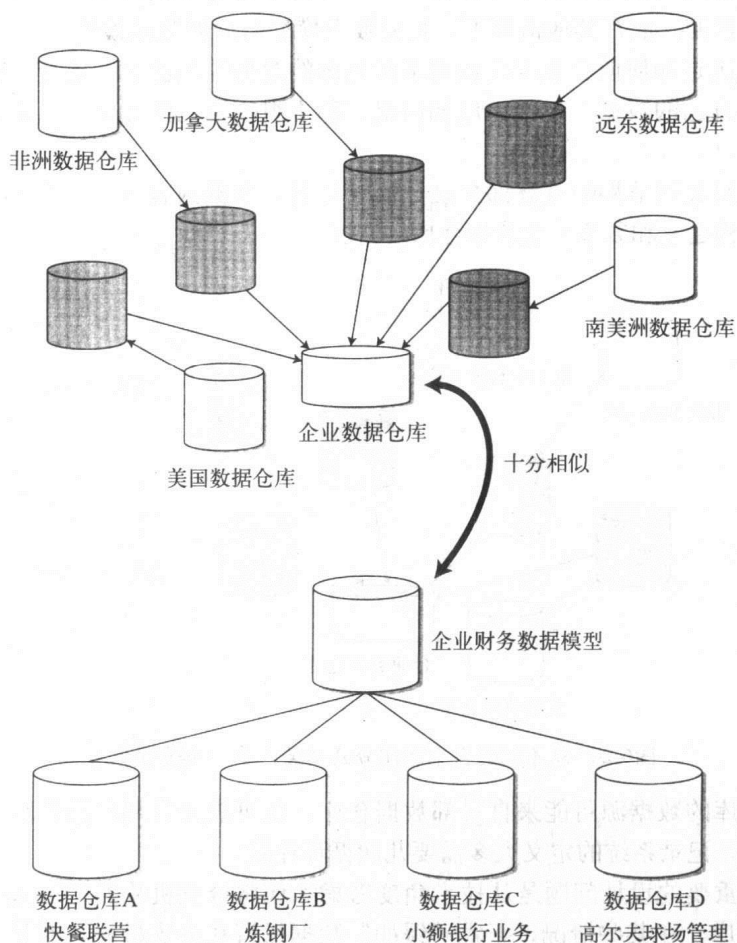 加拿大数据仓库
远东数据仓库
非洲数据仓库
南美洲数据仓库
企业数据仓库
美国数据仓库
十分相似
企业财务数据模型
数据仓库A
快餐联营
数据仓库B
炼钢厂
数据仓库C
小额银行业务
数据仓库D
高尔夫球场管理